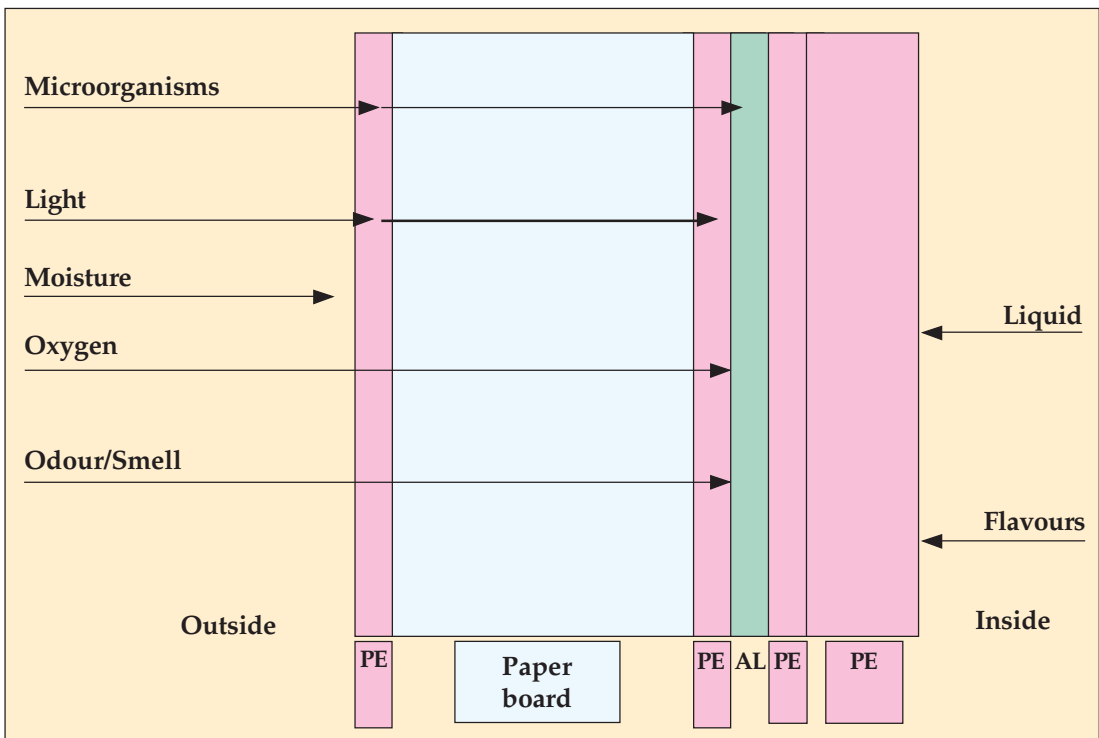 Microorganisms
Light
Moisture
Liquid
Oxygen
Odour/Smell
Flavours
Outside
Inside
PE
Paper
board
PE
AL
PE
PE